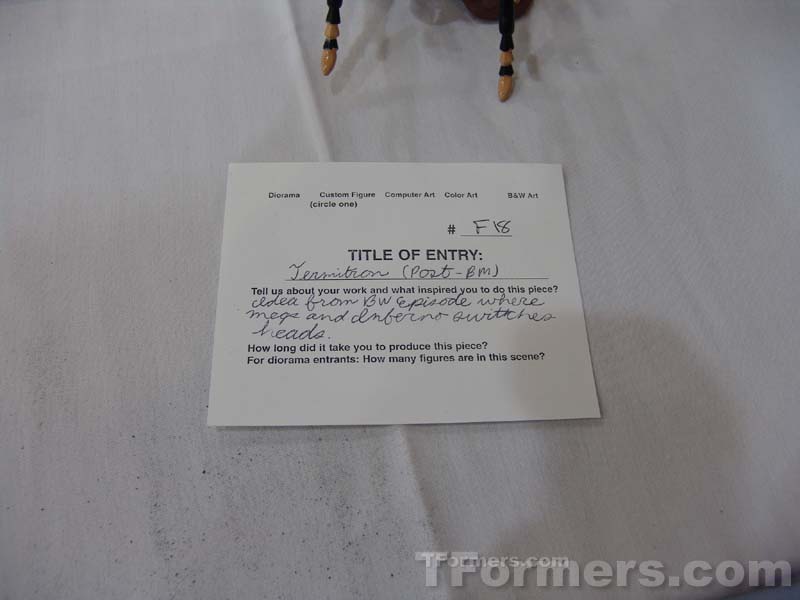 Diorama Custom Figure Computer Art Color Art B&W Art
(circle one)
# F18
TITLE OF ENTRY:
Termitron (Post-BM)
Tell us about your work and what inspired you to do this piece?
Idea from BW Episode where
megs and Inferno switches
heads.
How long did it take you to produce this piece?
For diorama entrants: How many figures are in this scene?
TFormers.com
TFormers.com